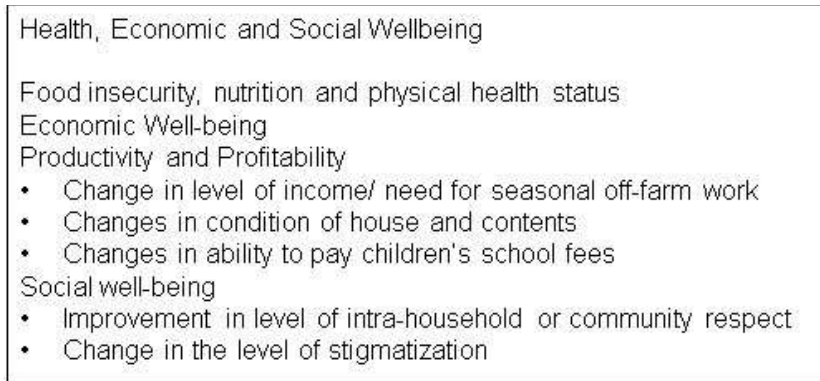 Health, Economic and Social Wellbeing
Food insecurity, nutrition and physical health status
Economic Well-being
Productivity and Profitability
• Change in level of income/ need for seasonal off-farm work
• Changes in condition of house and contents
• Changes in ability to pay children's school fees
Social well-being
• Improvement in level of intra-household or community respect
• Change in the level of stigmatization